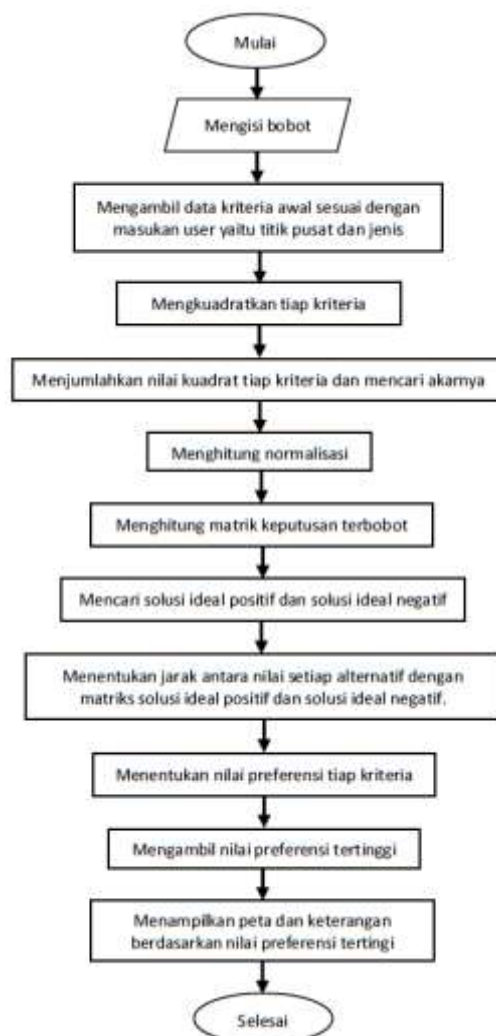 Mulai
Mengisi bobot
Mengambil data kriteria awal sesuai dengan
masukan user yaitu titik pusat dan jenis
Mengkuadratkan tiap kriteria
Menjumlahkan nilai kuadrat tiap kriteria dan mencari akarnya
Menghitung normalisasi
Menghitung matrik keputusan terbobot
Mencari solusi ideal positif dan solusi ideal negatif
Menentukan jarak antara nilai setiap alternatif dengan
matriks solusi ideal positif dan solusi ideal negatif.
Menentukan nilai preferensi tiap kriteria
Mengambil nilai preferensi tertinggi
Menampilkan peta dan keterangan
berdasarkan nilai preferensi tertingi
Selesai